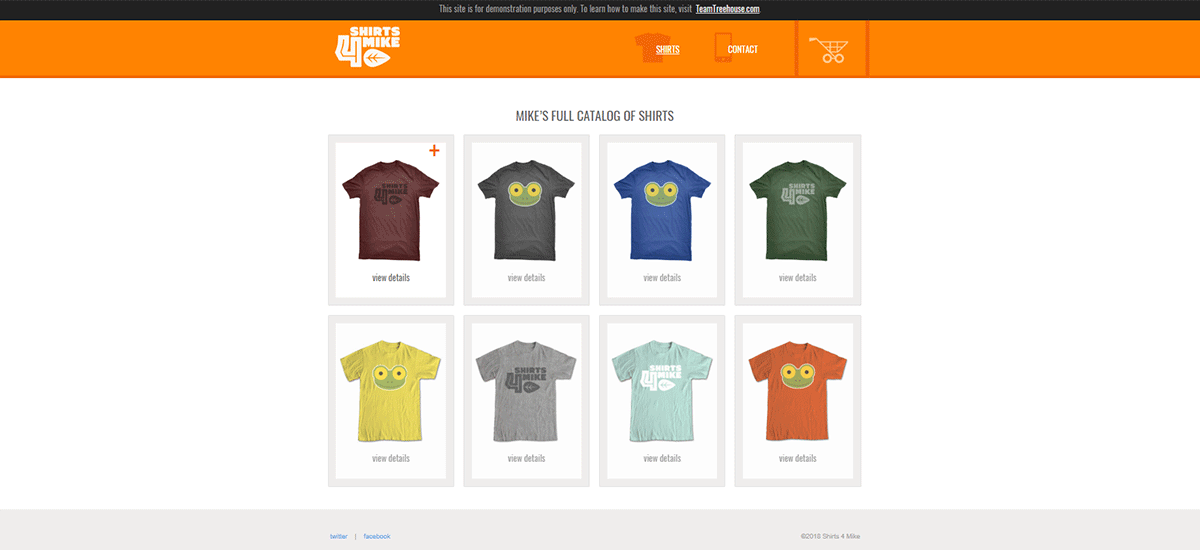 This site is for demonstration purposes only. To learn how to make this site, visit TeamTreehouse.com.
SHIRTS
4 MIKE
SHIRTS
CONTACT
MIKE'S FULL CATALOG OF SHIRTS
+
SHIRTS
4 MIKE
SHIRTS
4 MIKE
view details
view details
view details
view details
SHIRTS
4 MIKE
SHIRTS
4 MIKE
view details
view details
view details
view details
twitter | facebook
©2018 Shirts 4 Mike